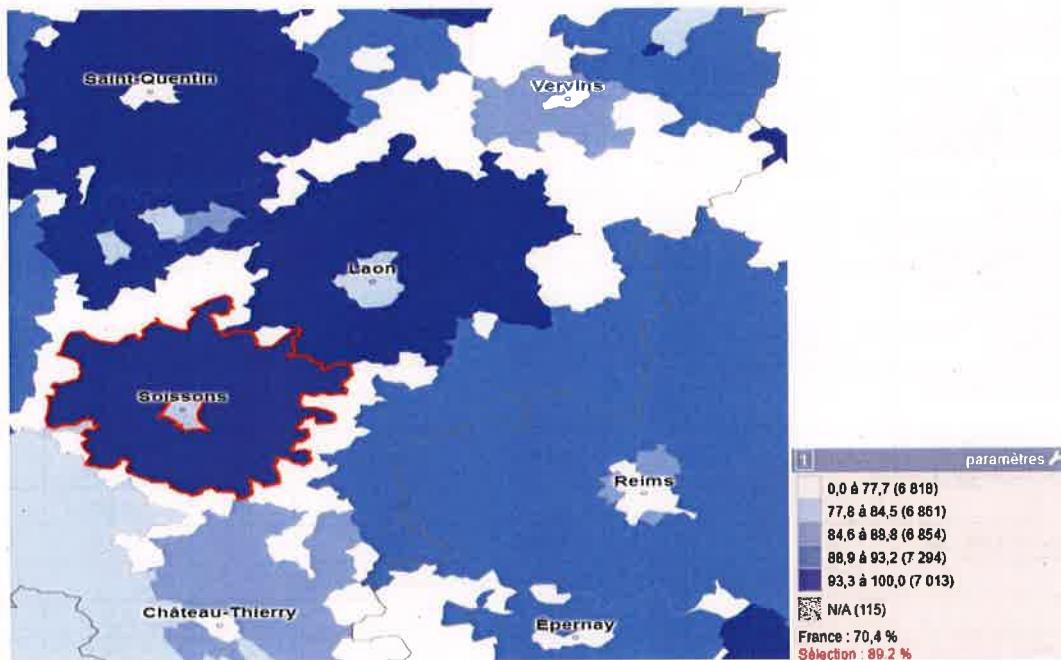 Saint-Quentin
Vervins
Laon
Soissons
Reims
Château-Thierry
Épernay
1 paramètres
0,0 à 77,7 (6 818)
77,8 à 84,5 (6 861)
84,6 à 88,8 (6 854)
88,9 à 93,2 (7 294)
93,3 à 100,0 (7 013)
N/A (115)
France : 70,4 %
Sélection : 89,2 %